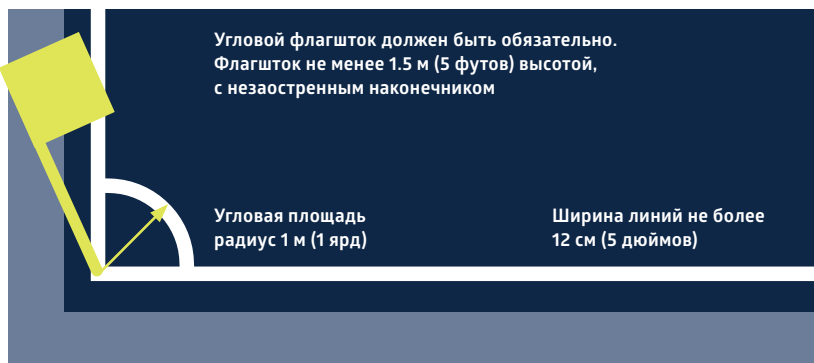 Угловой флагшток должен быть обязательно.
Флагшток не менее 1.5 м (5 футов) высотой,
с незаостренным наконечником
Угловая площадь
радиус 1 м (1 ярд)
Ширина линий не более
12 см (5 дюймов)